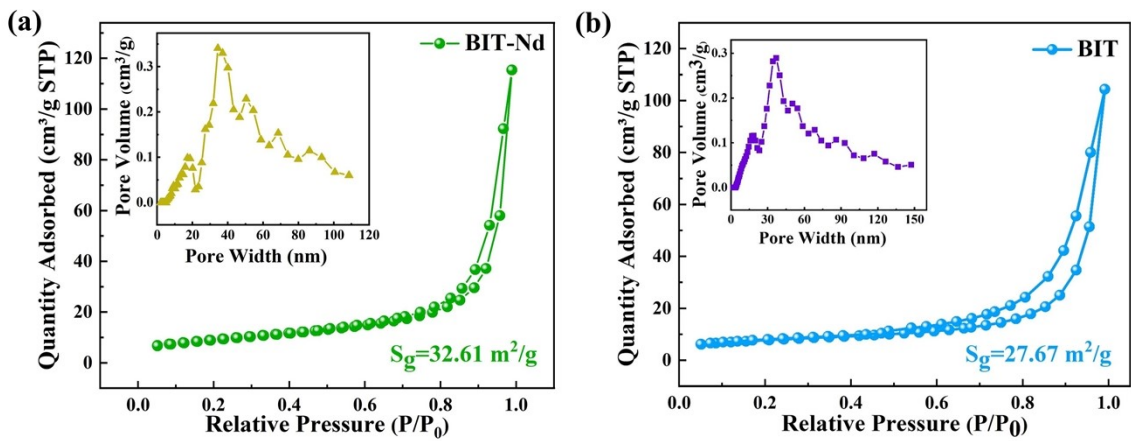 (a)
BIT-Nd
Quantity Adsorbed (cm³/g STP)
120
100
80
60
40
20
0
0.0 0.2 0.4 0.6 0.8 1.0
Relative Pressure (P/P₀)
Sg=32.61 m²/g
Pore Volume (cm³/g)
0.3
0.2
0.1
0.0
0 20 40 60 80 100 120
Pore Width (nm)
(b)
BIT
Quantity Adsorbed (cm³/g STP)
120
100
80
60
40
20
0
0.0 0.2 0.4 0.6 0.8 1.0
Relative Pressure (P/P0)
Sg=27.67 m²/g
Pore Volume (cm3/g)
0.3
0.2
0.1
0.0
0 30 60 90 120 150
Pore Width (nm)